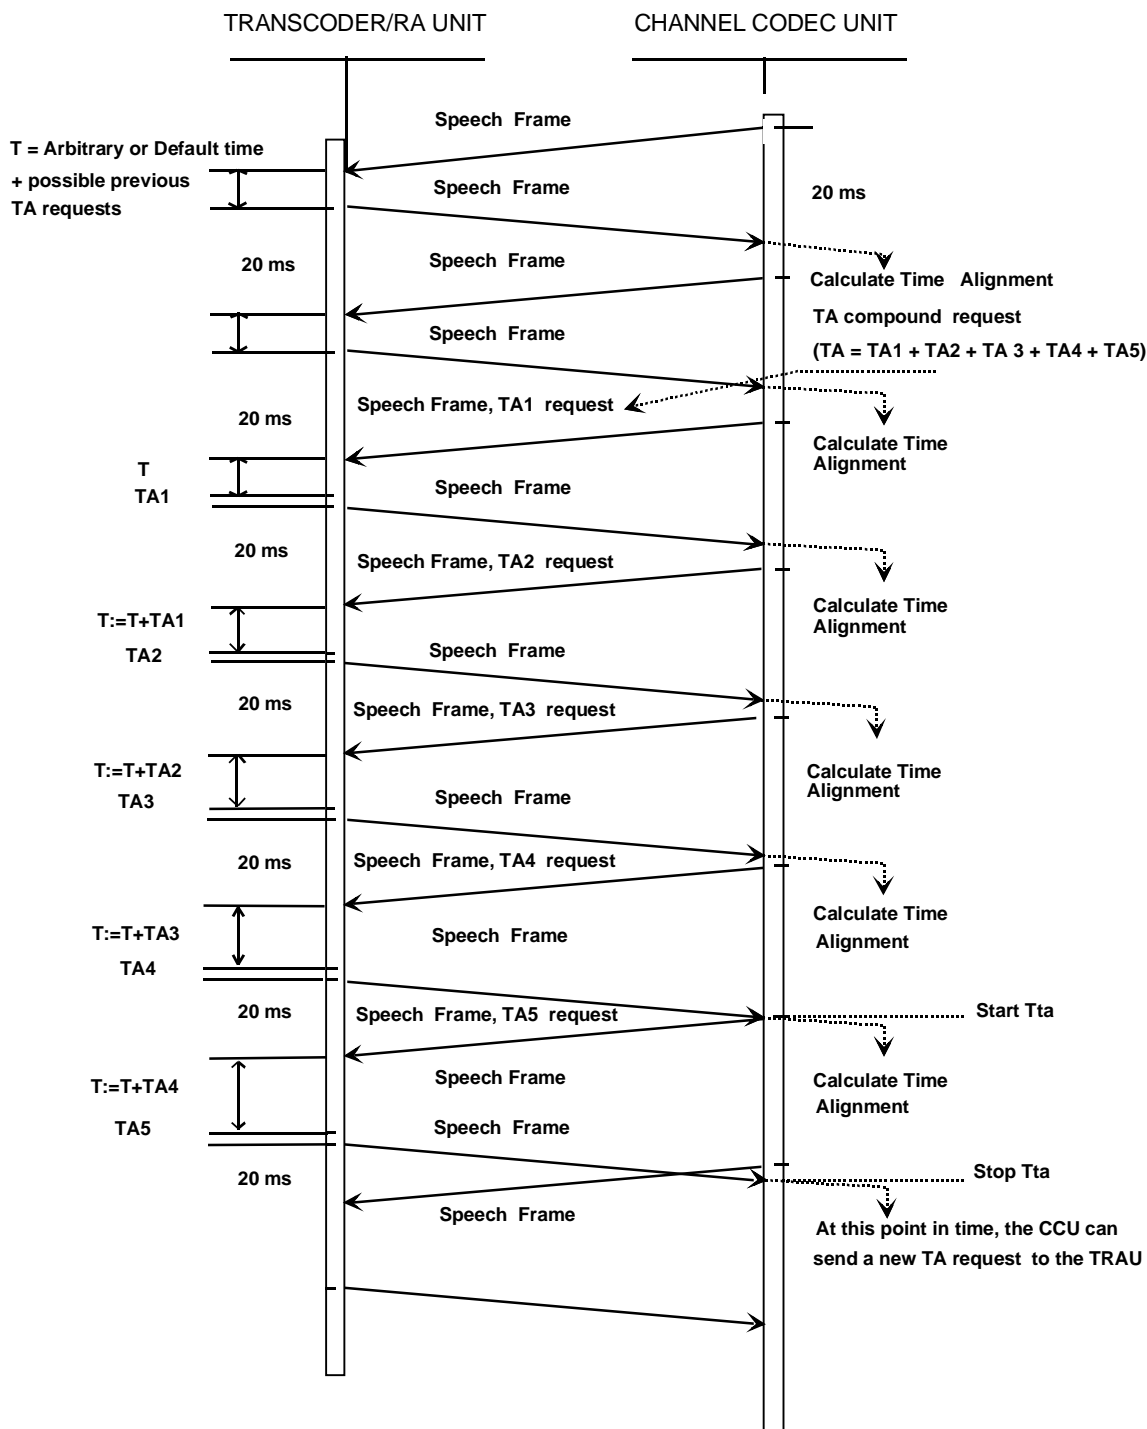 TRANSCODER/RA UNIT
CHANNEL CODEC UNIT
Speech Frame
T = Arbitrary or Default time
+ possible previous
TA requests
Speech Frame
20 ms
Speech Frame
20 ms
Calculate Time Alignment
TA compound request
(TA = TA1 + TA2 + TA 3 + TA4 + TA5)
Speech Frame
Speech Frame, TA1 request
20 ms
Calculate Time
Alignment
T
TA1
Speech Frame
20 ms
Speech Frame, TA2 request
Calculate Time
Alignment
T:=T+TA1
TA2
Speech Frame
20 ms
Speech Frame, TA3 request
Calculate Time
Alignment
T:=T+TA2
TA3
Speech Frame
20 ms
Speech Frame, TA4 request
Calculate Time
Alignment
T:=T+TA3
TA4
Speech Frame
20 ms
Speech Frame, TA5 request
Start Tta
Calculate Time
Alignment
T:=T+TA4
TA5
Speech Frame
Speech Frame
20 ms
Stop Tta
Speech Frame
At this point in time, the CCU can
send a new TA request to the TRAU